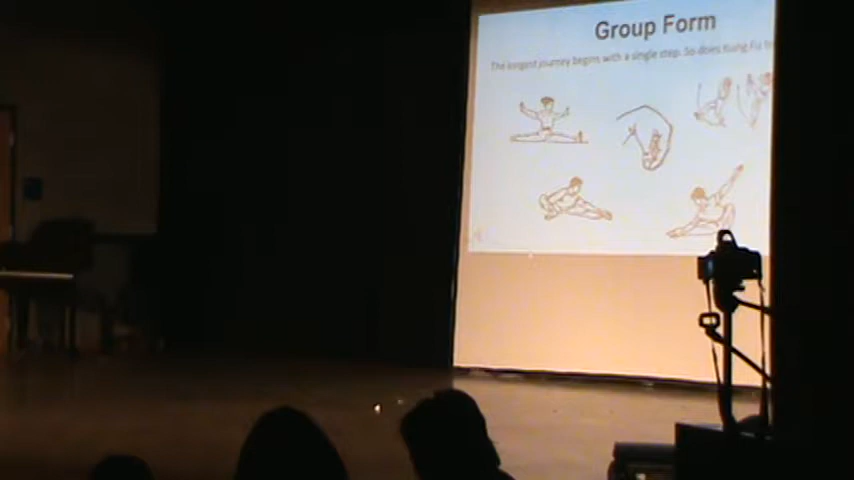 Group Form
The longest journey begins with a single step. So does Kung Fu